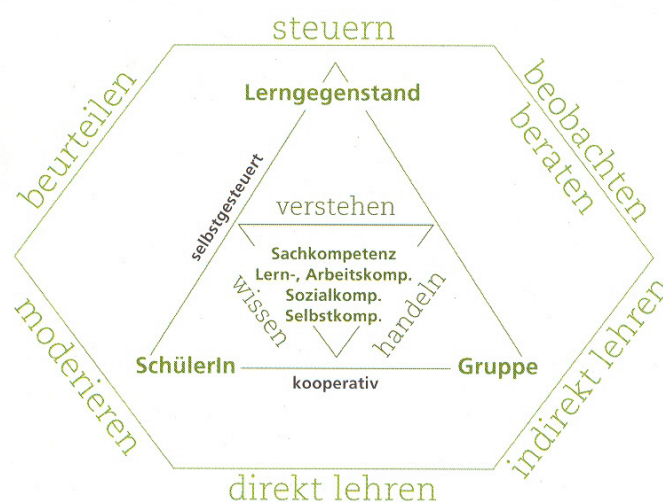 steuern
beurteilen
beobachten
beraten
Lerngegenstand
selbstgesteuert
verstehen
Sachkompetenz
Lern-, Arbeitskomp.
Sozialkomp.
Selbstkomp.
wissen
handeln
moderieren
SchülerIn
Gruppe
kooperativ
indirekt lehren
direkt lehren